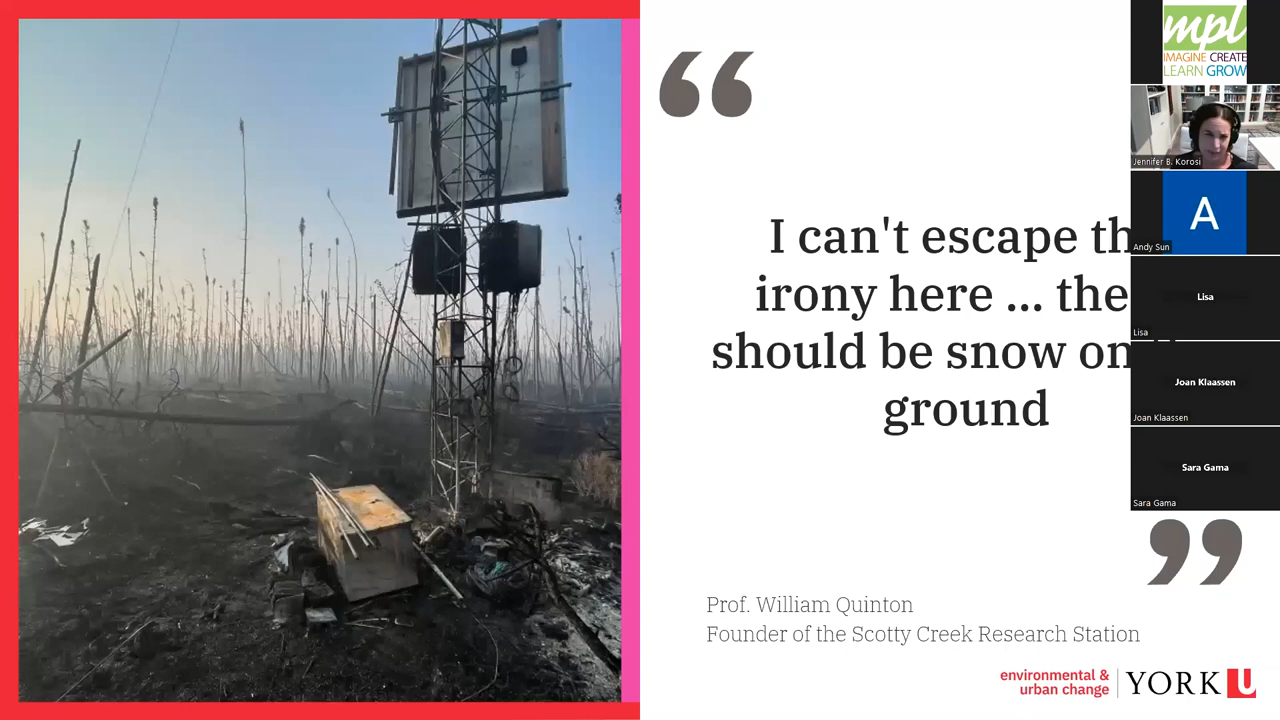 “
I can't escape th
irony here ... the
should be snow on
ground
”
Prof. William Quinton
Founder of the Scotty Creek Research Station
environmental &
urban change
YORK U
mpl
IMAGINE CREATE
LEARN GROW
Jennifer B. Korosi
A
Andy Sun
Lisa
Lisa
Joan Klaassen
Joan Klaassen
Sara Gama
Sara Gama